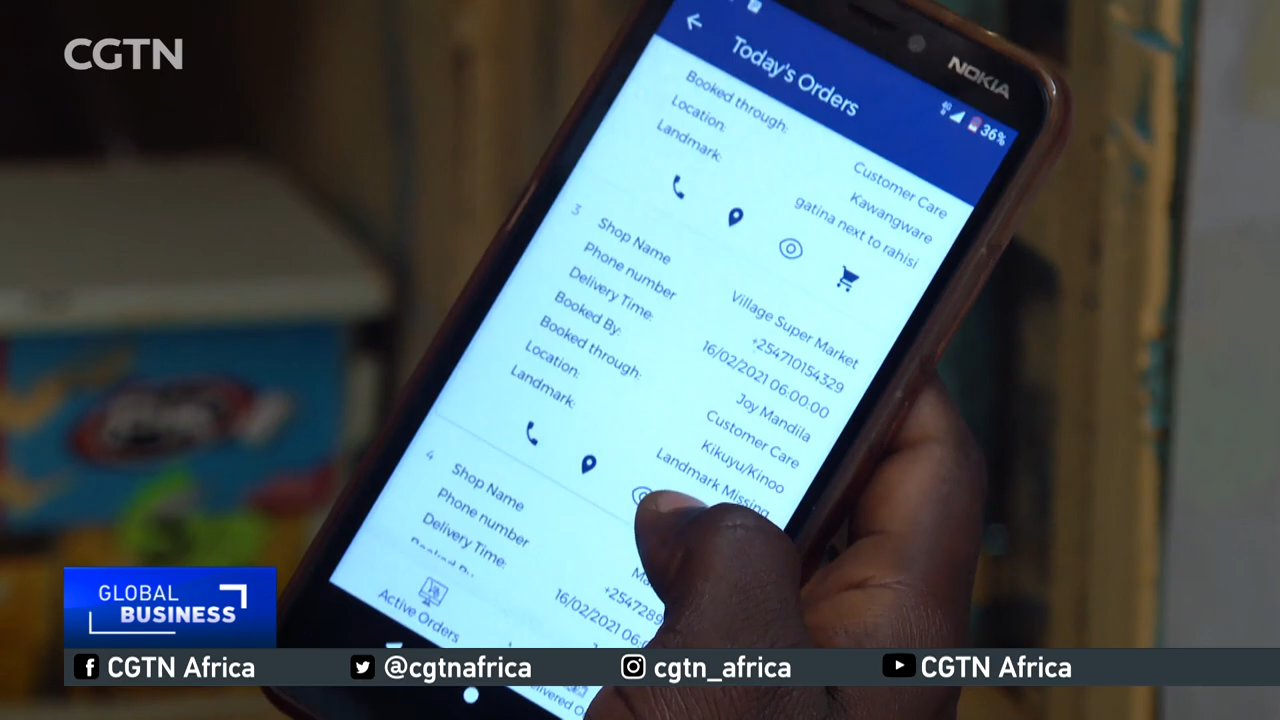 CGTN
NOKIA
4G
36%
Today's Orders
Booked through: Customer Care
Location: Kawangware
Landmark: gatina next to rahisi
3
Shop Name Village Super Market
Phone number +254710154329
Delivery Time: 16/02/2021 06:00:00
Booked By: Joy Mandila
Booked through: Customer Care
Location: Kikuyu/Kinoo
Landmark: Landmark Missing
4
Shop Name
Phone number +2547289
Delivery Time: 16/02/2021 06:
Active Orders
GLOBAL
BUSINESS
CGTN Africa
@cgtnafrica
cgtn_africa
CGTN Africa